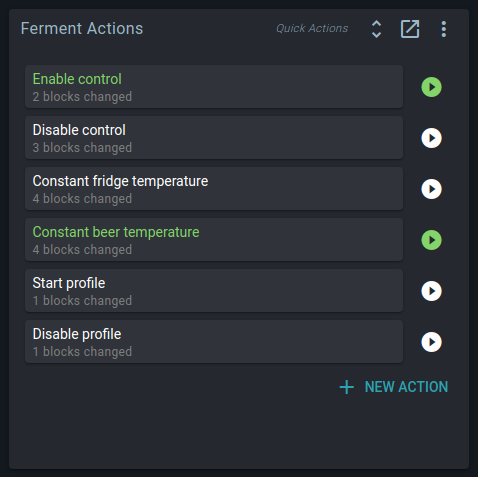 Ferment Actions
Quick Actions
Enable control
2 blocks changed
Disable control
3 blocks changed
Constant fridge temperature
4 blocks changed
Constant beer temperature
4 blocks changed
Start profile
1 blocks changed
Disable profile
1 blocks changed
NEW ACTION